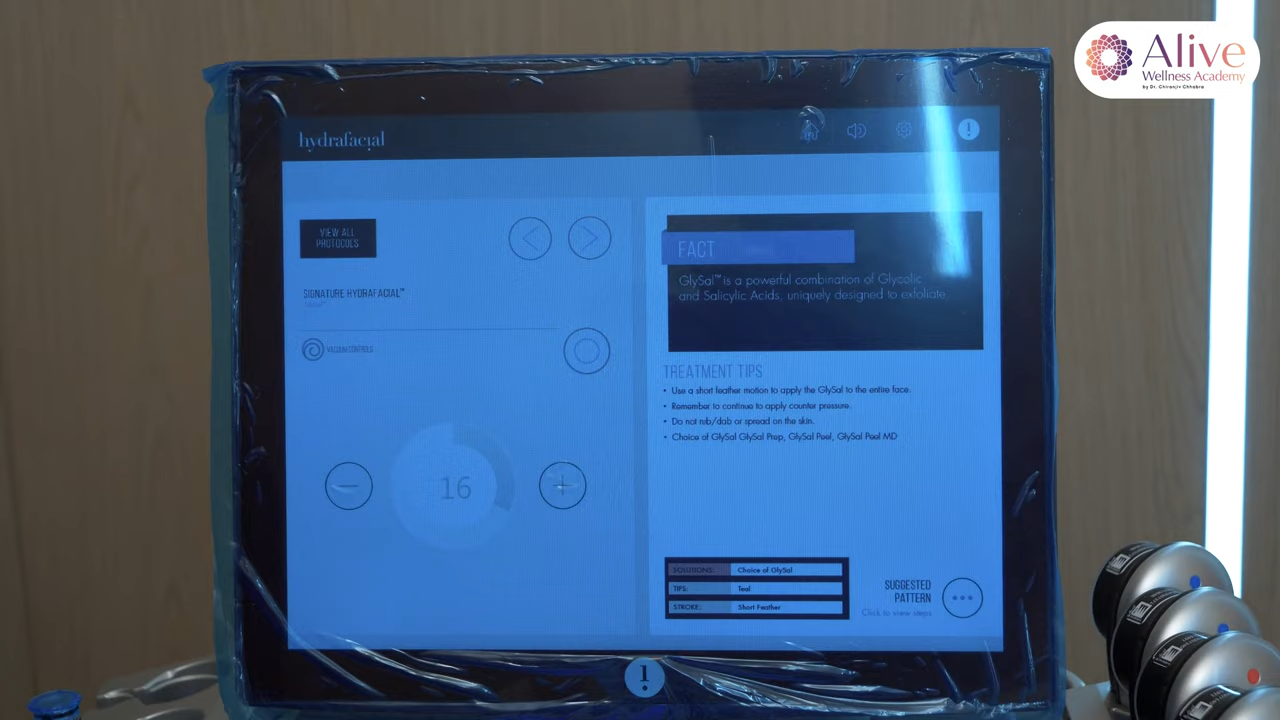 Alive
Wellness Academy
by Dr. Chiranjiv Chhabra
hydrafacial
VIEW ALL
PROTOCOLS
SIGNATURE HYDRAFACIAL™
VACUUM CONTROLS
16
FACT
GlySal™ is a powerful combination of Glycolic
and Salicylic Acids, uniquely designed to exfoliate.
TREATMENT TIPS
• Use a short feather motion to apply the GlySal to the entire face.
• Remember to continue to apply counter pressure.
• Do not rub/dab or spread on the skin.
• Choice of GlySal GlySal Prep, GlySal Peel, GlySal Peel MD
SOLUTIONS: Choice of GlySal
TIPS: Teal
STROKE: Short Feather
SUGGESTED
PATTERN
Click to view steps